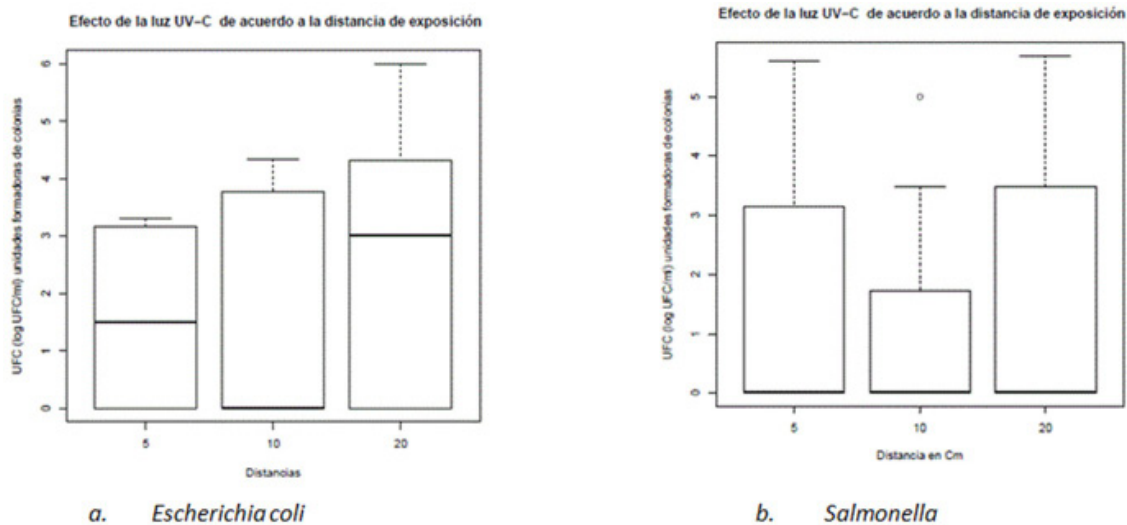 Efecto de la luz UV-C de acuerdo a la distancia de exposición
UFC (log UFC/ml) unidades formadoras de colonias
6
5
4
3
2
1
0
5 10 20
Distancias
a. Escherichia coli
Efecto de la luz UV-C de acuerdo a la distancia de exposición
UFC (log UFC/ml) unidades formadoras de colonias
5
4
3
2
1
0
5 10 20
Distancia en Cm
b. Salmonella